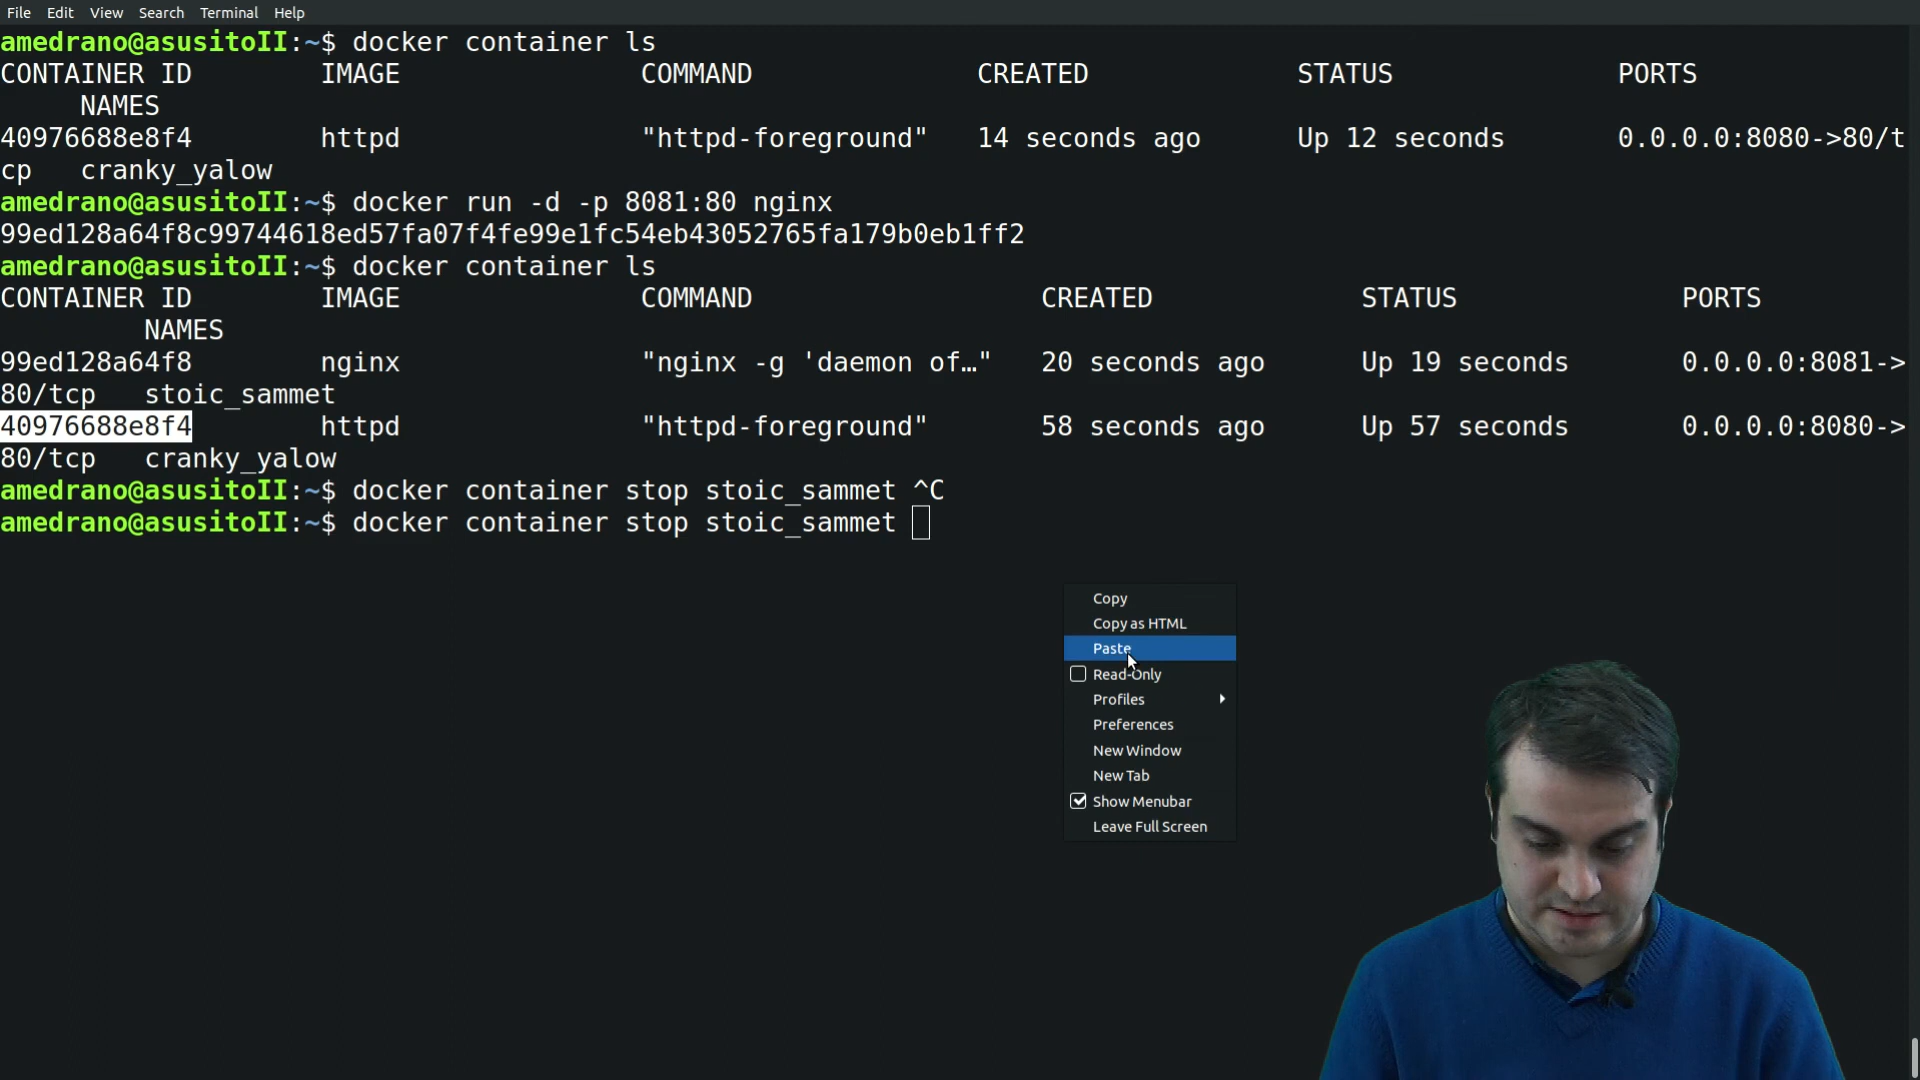 File Edit View Search Terminal Help
amedrano@asusitoII:~$ docker container ls
CONTAINER ID IMAGE COMMAND CREATED STATUS PORTS
NAMES
40976688e8f4 httpd "httpd-foreground" 14 seconds ago Up 12 seconds 0.0.0.0:8080->80/t
cp cranky_yalow
amedrano@asusitoII:~$ docker run -d -p 8081:80 nginx
99ed128a64f8c99744618ed57fa07f4fe99e1fc54eb43052765fa179b0eb1ff2
amedrano@asusitoII:~$ docker container ls
CONTAINER ID IMAGE COMMAND CREATED STATUS PORTS
NAMES
99ed128a64f8 nginx "nginx -g 'daemon of…" 20 seconds ago Up 19 seconds 0.0.0.0:8081->
80/tcp stoic_sammet
40976688e8f4 httpd "httpd-foreground" 58 seconds ago Up 57 seconds 0.0.0.0:8080->
80/tcp cranky_yalow
amedrano@asusitoII:~$ docker container stop stoic_sammet ^C
amedrano@asusitoII:~$ docker container stop stoic_sammet
Copy
Copy as HTML
Paste
Read-Only
Profiles
Preferences
New Window
New Tab
Show Menubar
Leave Full Screen